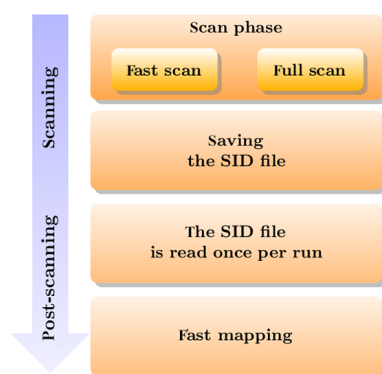 Scan phase
Fast scan
Full scan
Scanning
Saving
the SID file
Post-scanning
The SID file
is read once per run
Fast mapping